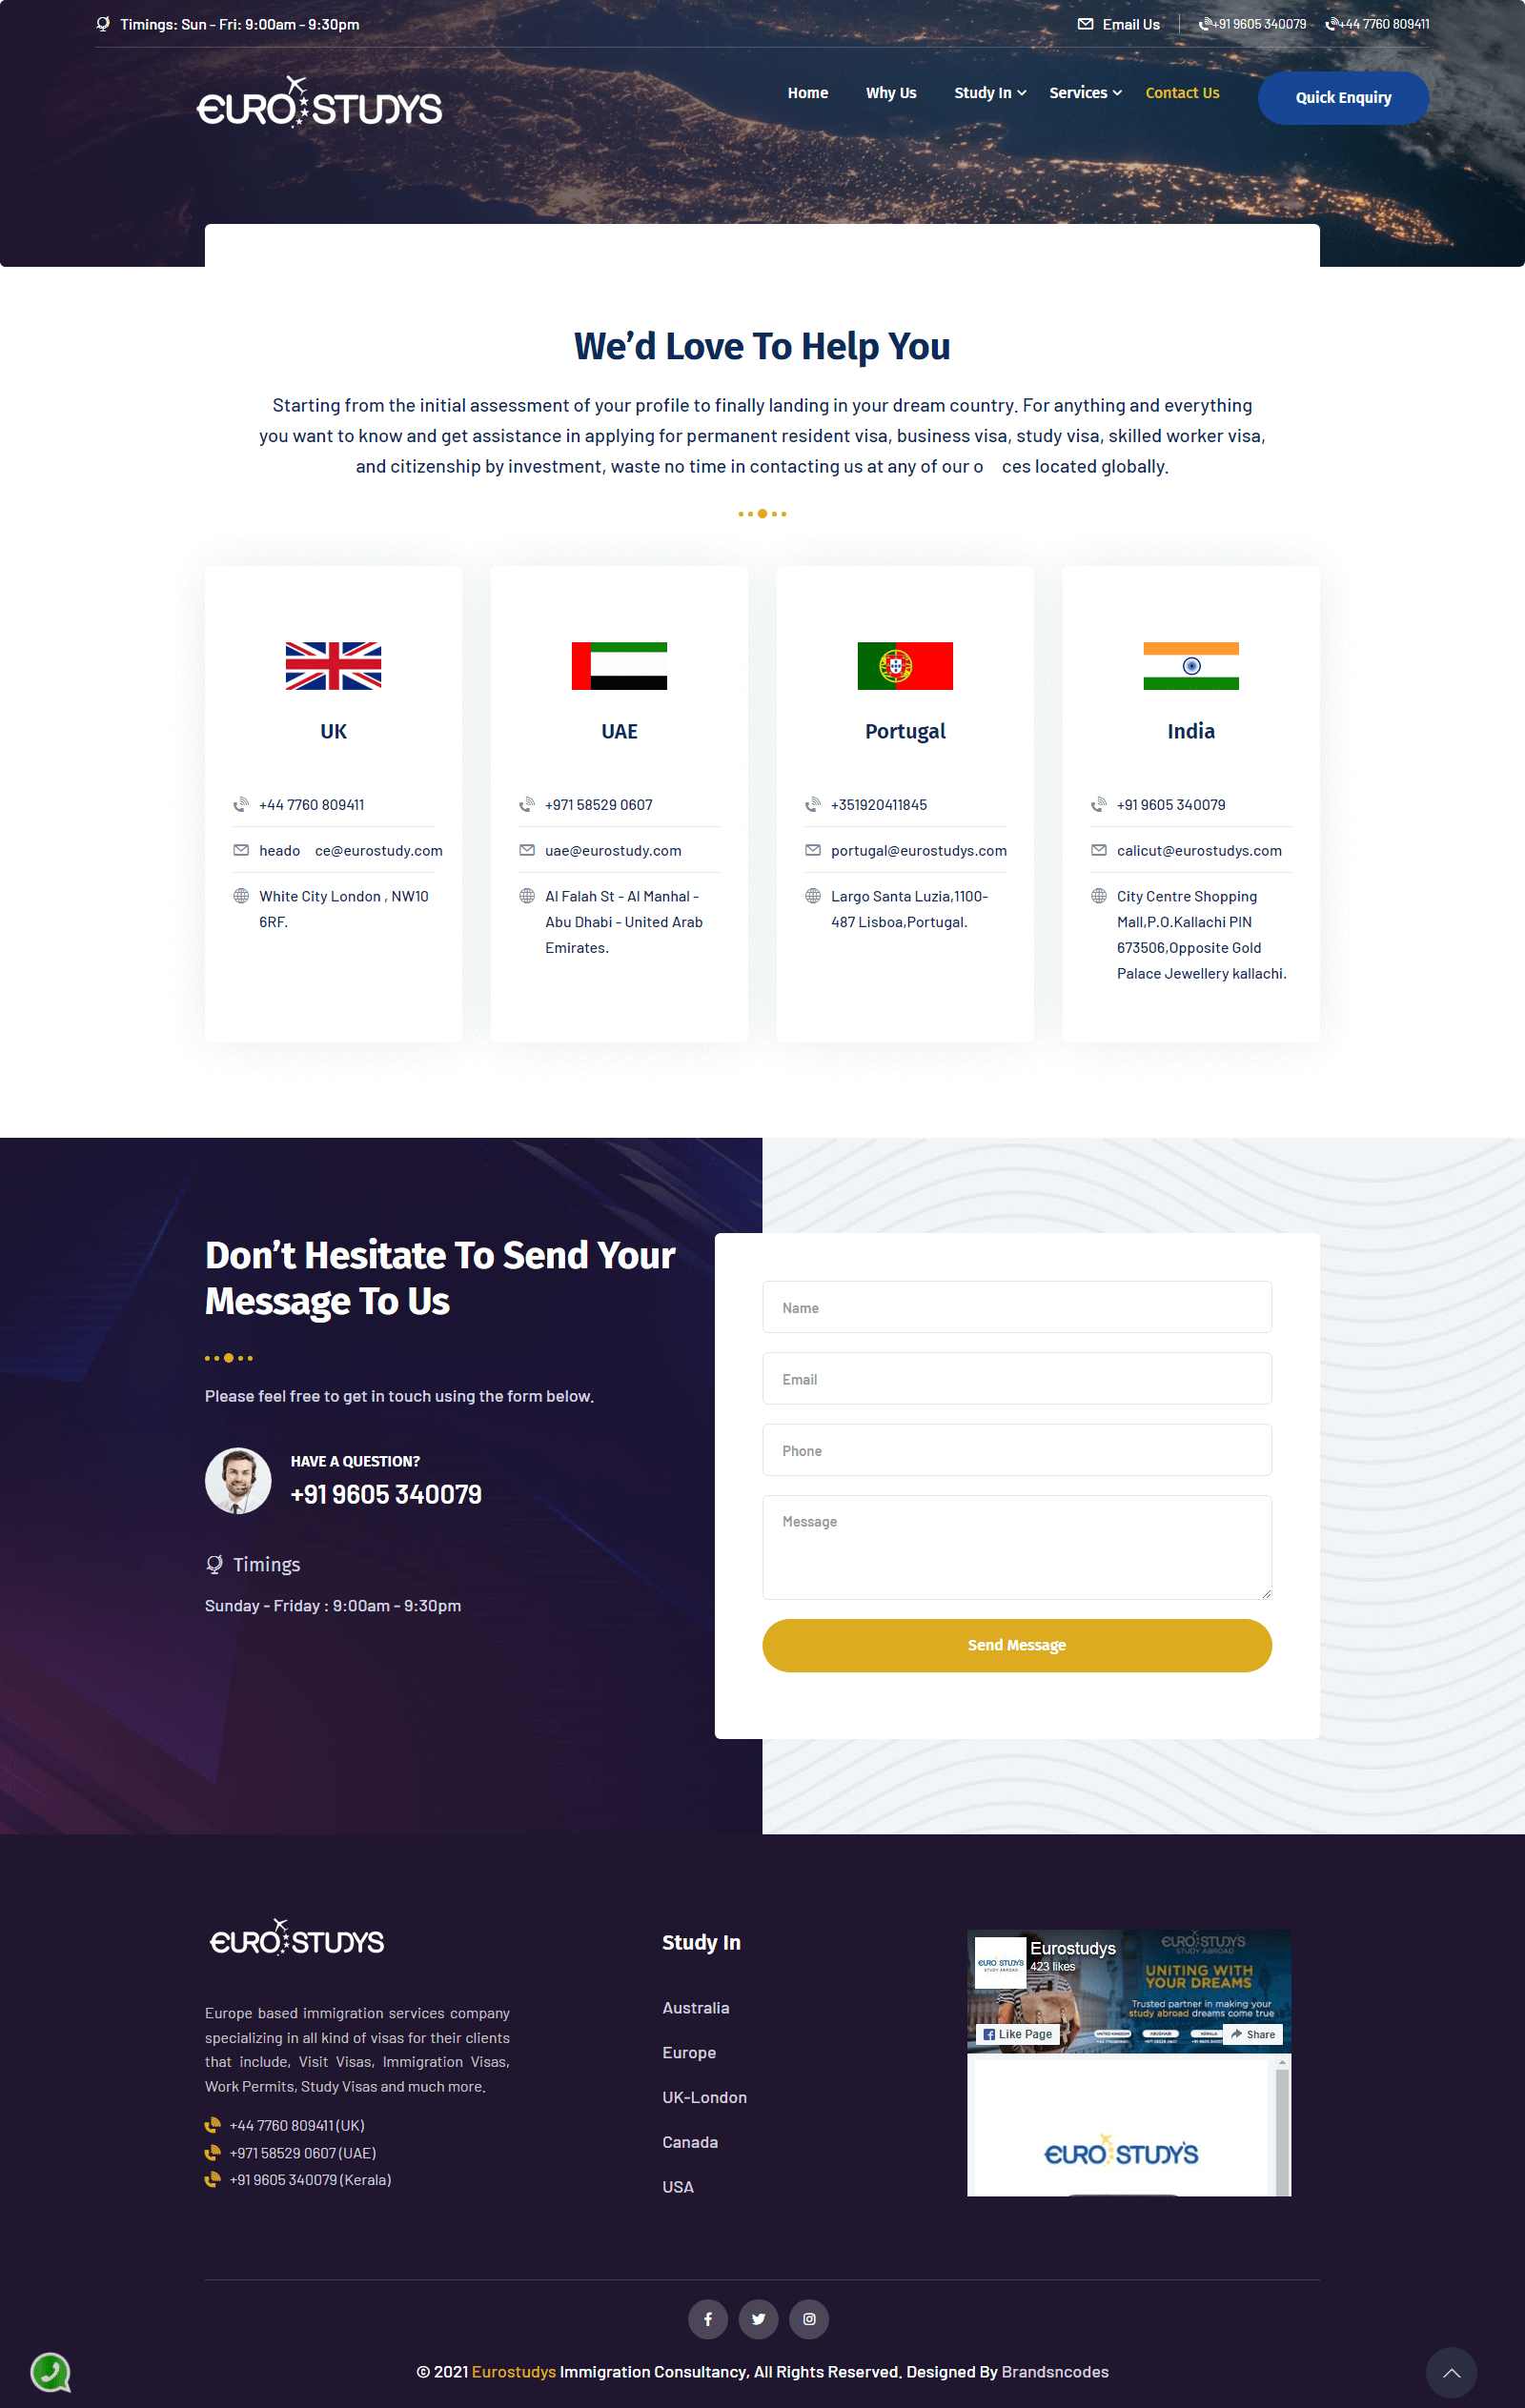 Timings: Sun - Fri: 9:00am - 9:30pm
Email Us
+91 9605 340079
+44 7760 809411
EURO STUDYS
Home
Why Us
Study In
Services
Contact Us
Quick Enquiry
We’d Love To Help You
Starting from the initial assessment of your profile to finally landing in your dream country. For anything and everything
you want to know and get assistance in applying for permanent resident visa, business visa, study visa, skilled worker visa,
and citizenship by investment, waste no time in contacting us at any of our o ces located globally.
UK
+44 7760 809411
heado ce@eurostudy.com
White City London , NW10
6RF.
UAE
+971 58529 0607
uae@eurostudy.com
Al Falah St - Al Manhal -
Abu Dhabi - United Arab
Emirates.
Portugal
+351920411845
portugal@eurostudys.com
Largo Santa Luzia,1100-
487 Lisboa,Portugal.
India
+91 9605 340079
calicut@eurostudys.com
City Centre Shopping
Mall,P.O.Kallachi PIN
673506,Opposite Gold
Palace Jewellery kallachi.
Don’t Hesitate To Send Your
Message To Us
Please feel free to get in touch using the form below.
HAVE A QUESTION?
+91 9605 340079
Timings
Sunday - Friday : 9:00am - 9:30pm
Name
Email
Phone
Message
Send Message
EURO STUDYS
Europe based immigration services company
specializing in all kind of visas for their clients
that include, Visit Visas, Immigration Visas,
Work Permits, Study Visas and much more.
+44 7760 809411 (UK)
+971 58529 0607 (UAE)
+91 9605 340079 (Kerala)
Study In
Australia
Europe
UK-London
Canada
USA
EURO STUDY'S
STUDY ABROAD
Eurostudys
423 likes
EURO STUDY'S
STUDY ABROAD
UNITING WITH
YOUR DREAMS
Trusted partner in making your
study abroad dreams come true
Like Page
Share
EURO STUDY'S
© 2021 Eurostudys Immigration Consultancy, All Rights Reserved. Designed By Brandsncodes